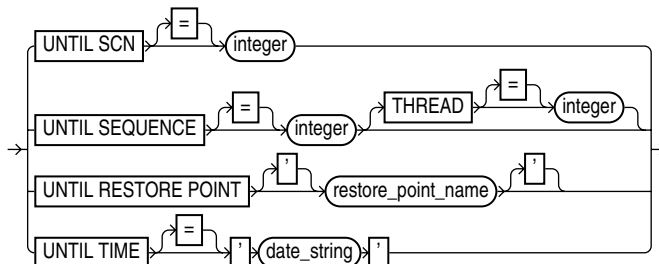 UNTIL SCN = integer
UNTIL SEQUENCE = integer THREAD = integer
UNTIL RESTORE POINT ' restore_point_name '
UNTIL TIME = ' date_string '